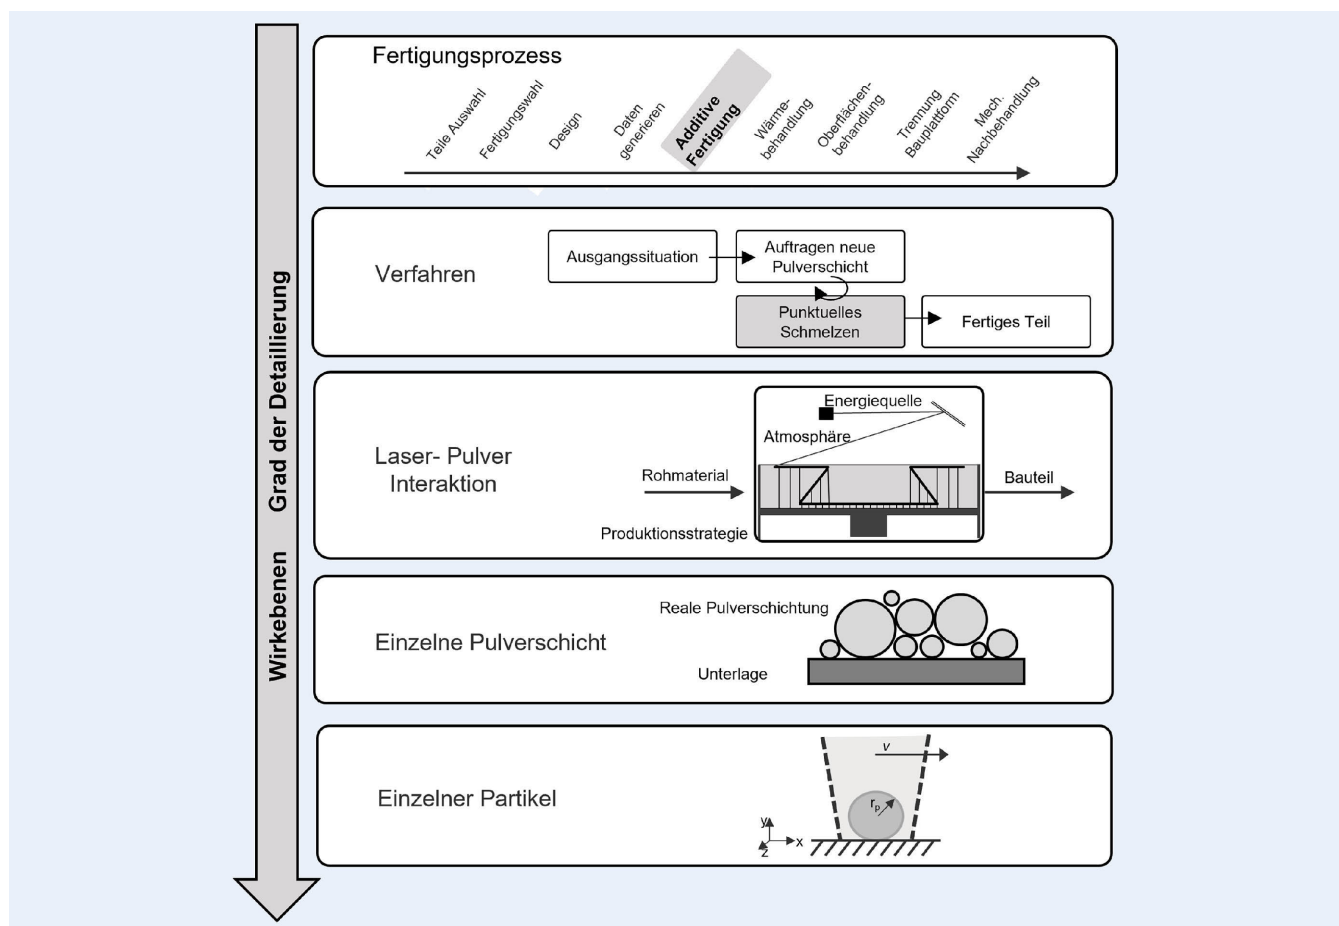 Fertigungsprozess
Teile Auswahl
Fertigungswahl
Design
Daten
generieren
Additive
Fertigung
Wärme-
behandlung
Oberflächen-
behandlung
Trennung
Bauplattform
Mech.
Nachbehandlung
Wirkebenen Grad der Detaillierung
Verfahren
Ausgangssituation
Auftragen neue
Pulverschicht
Punktuelles
Schmelzen
Fertiges Teil
Laser- Pulver
Interaktion
Energiequelle
Atmosphäre
Rohmaterial
Bauteil
Produktionsstrategie
Einzelne Pulverschicht
Reale Pulverschichtung
Unterlage
Einzelner Partikel
v
rₚ
y
x
z